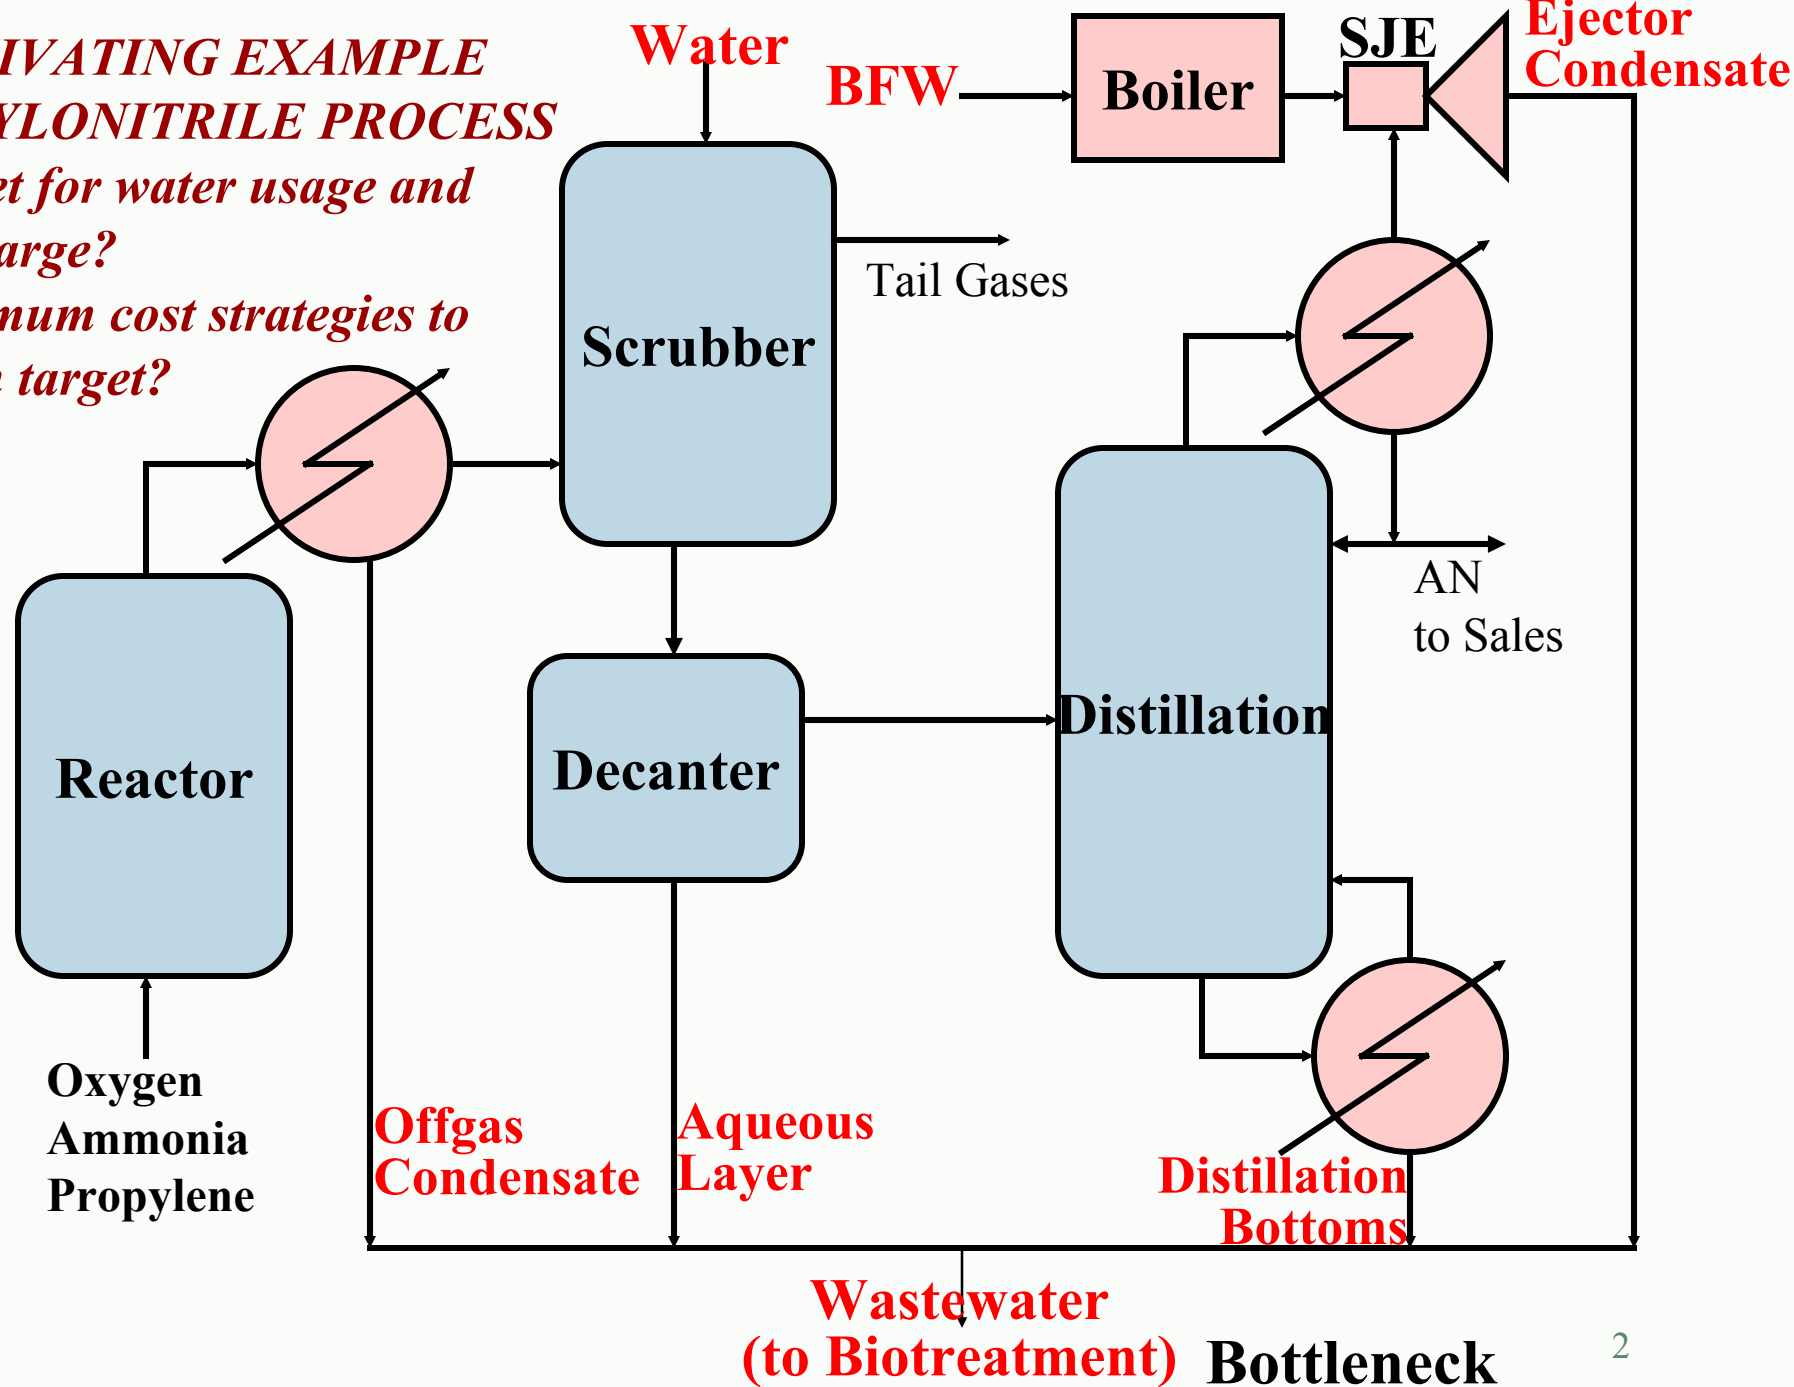 IVATING EXAMPLE
YLONITRILE PROCESS
et for water usage and
arge?
mum cost strategies to
target?
Water
BFW
Boiler
SJE
Ejector
Condensate
Tail Gases
Scrubber
AN
to Sales
Reactor
Decanter
Distillation
Oxygen
Ammonia
Propylene
Offgas
Condensate
Aqueous
Layer
Distillation
Bottoms
Wastewater
(to Biotreatment)
Bottleneck
2